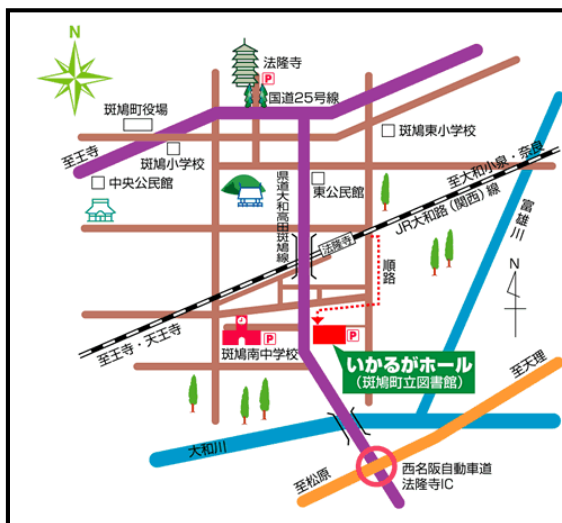 N
法隆寺
P
国道25号線
斑鳩町役場
斑鳩東小学校
至王寺
斑鳩小学校
中央公民館
東公民館
県道大和高田斑鳩線
至大和小泉・奈良
JR大和路(関西)線
富雄川
法隆寺
順路
N
至王寺・天王寺
斑鳩南中学校
P
P
いかるがホール
(斑鳩町立図書館)
至天理
大和川
至松原
西名阪自動車道
法隆寺IC